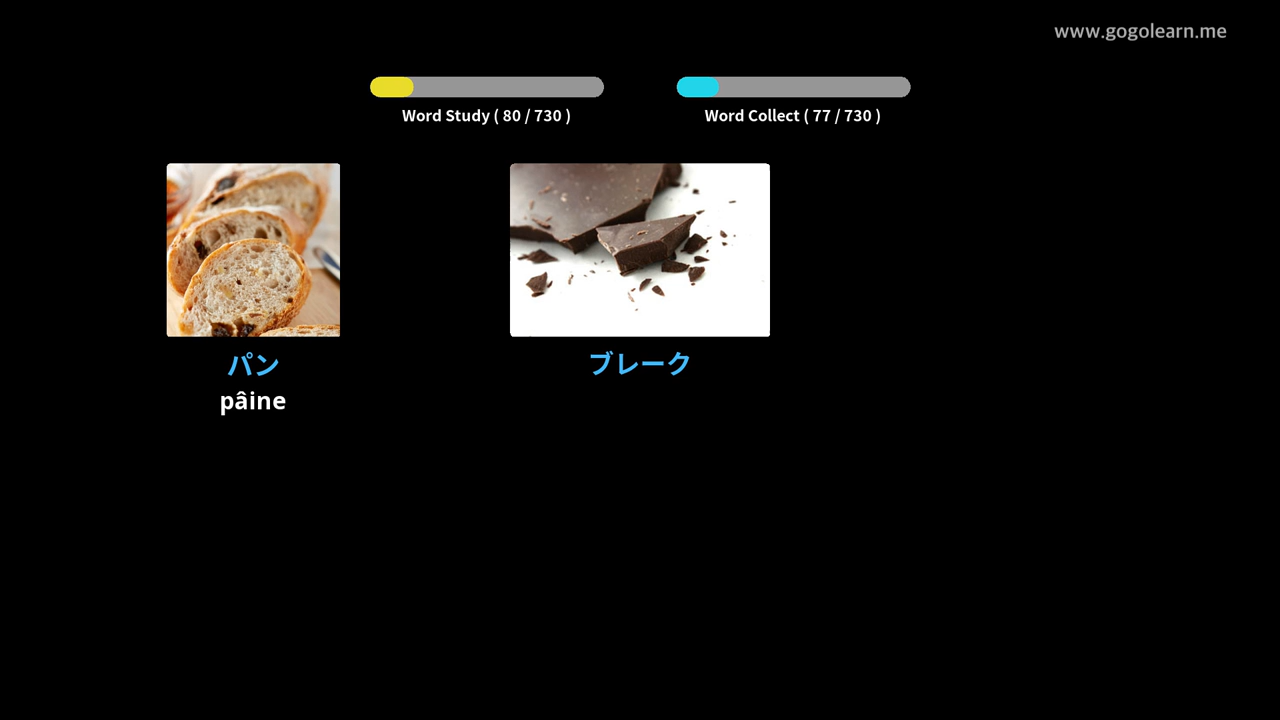 www.gogolearn.me
Word Study ( 80 / 730 )
Word Collect ( 77 / 730 )
パン
pâine
ブレーク